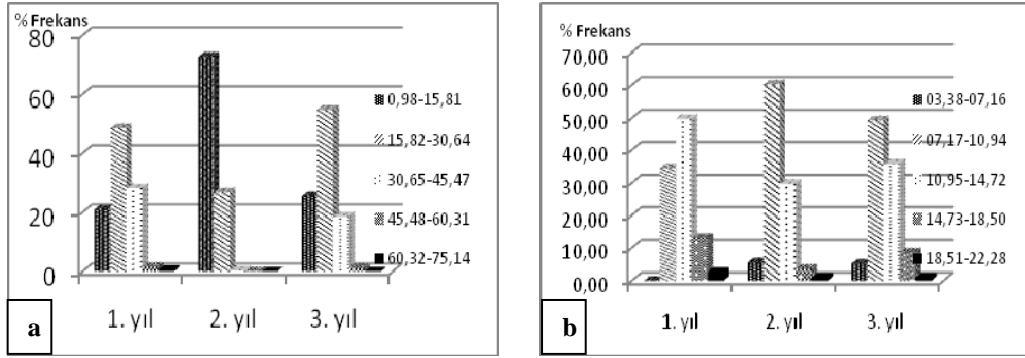 % Frekans
80
60
40
20
0
1. yıl
2. yıl
3. yıl
0,98-15,81
15,82-30,64
30,65-45,47
45,48-60,31
60,32-75,14
a
% Frekans
70,00
60,00
50,00
40,00
30,00
20,00
10,00
0,00
1. yıl
2. yıl
3. yıl
03,38-07,16
07,17-10,94
10,95-14,72
14,73-18,50
18,51-22,28
b